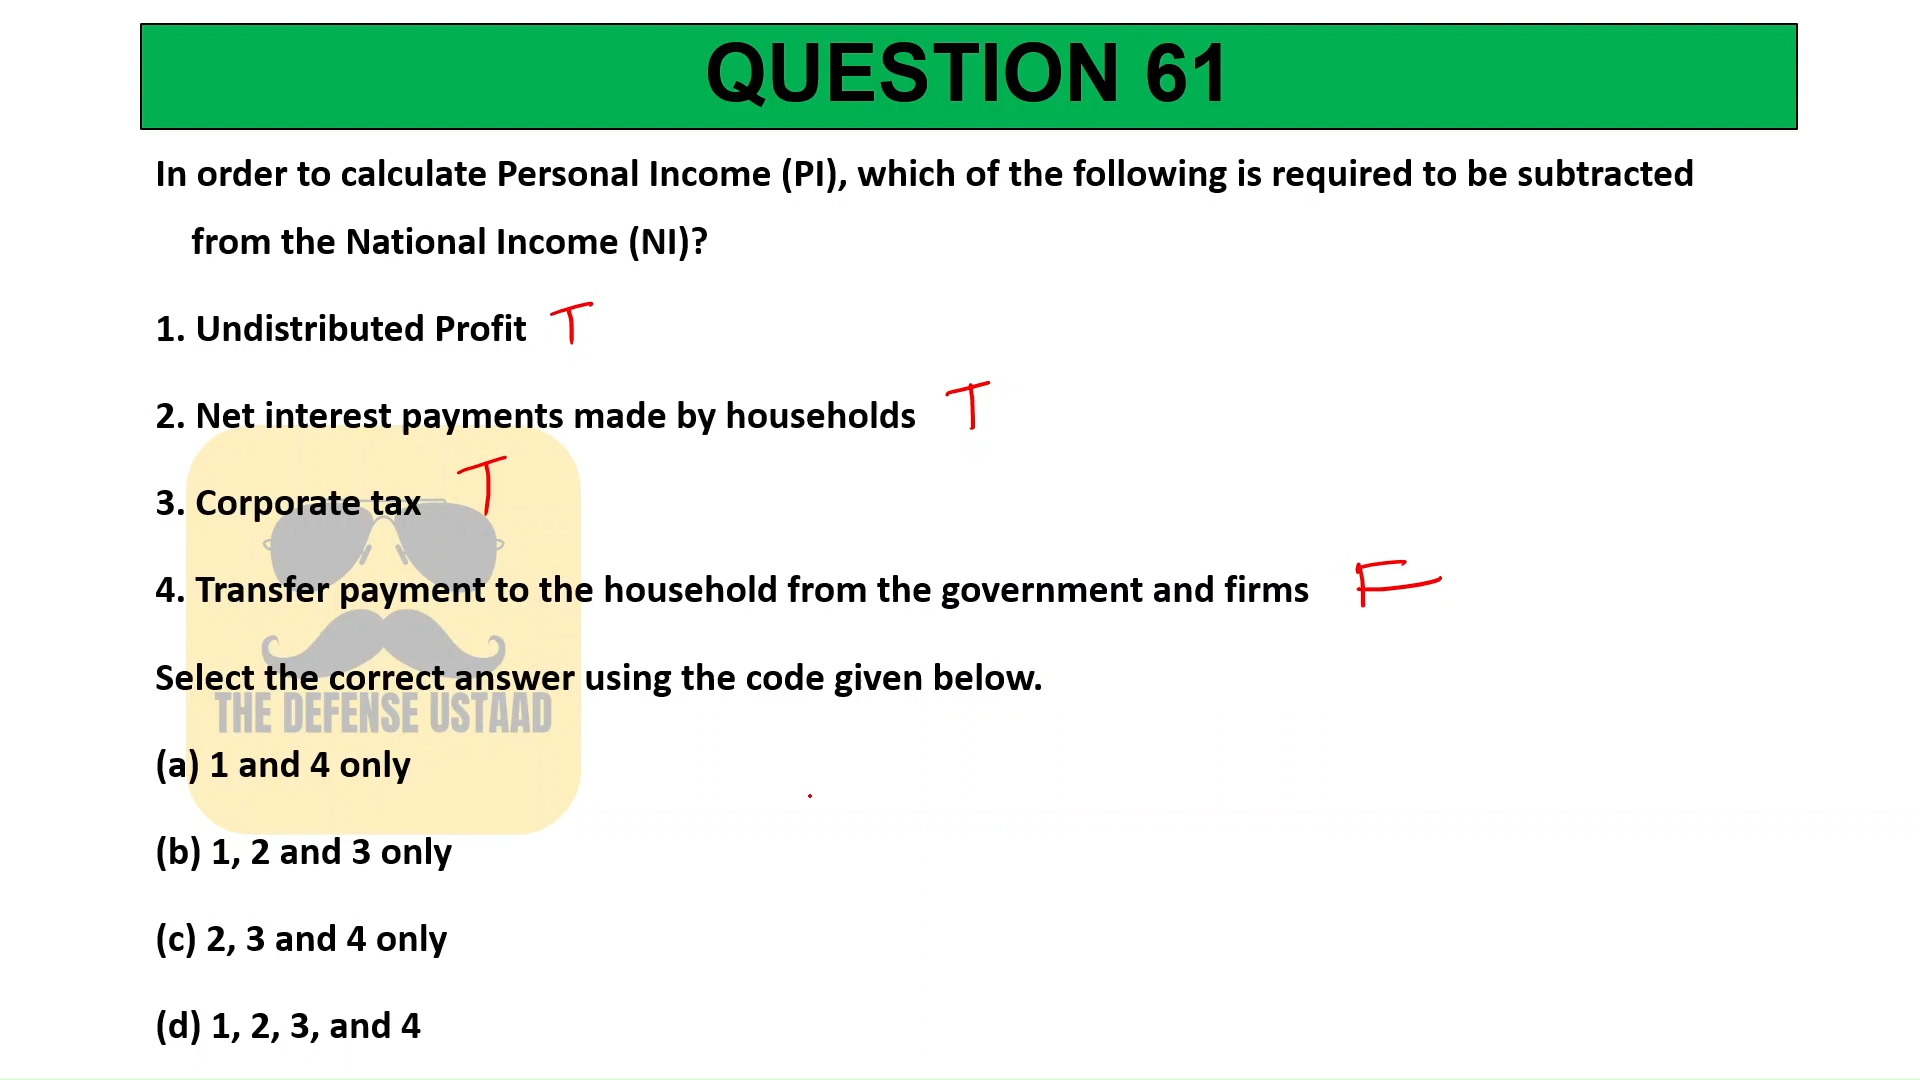 QUESTION 61
In order to calculate Personal Income (PI), which of the following is required to be subtracted
from the National Income (NI)?
1. Undistributed Profit T
2. Net interest payments made by households T
3. Corporate tax T
4. Transfer payment to the household from the government and firms F
Select the correct answer using the code given below.
THE DEFENSE USTAAD
(a) 1 and 4 only
(b) 1, 2 and 3 only
(c) 2, 3 and 4 only
(d) 1, 2, 3, and 4